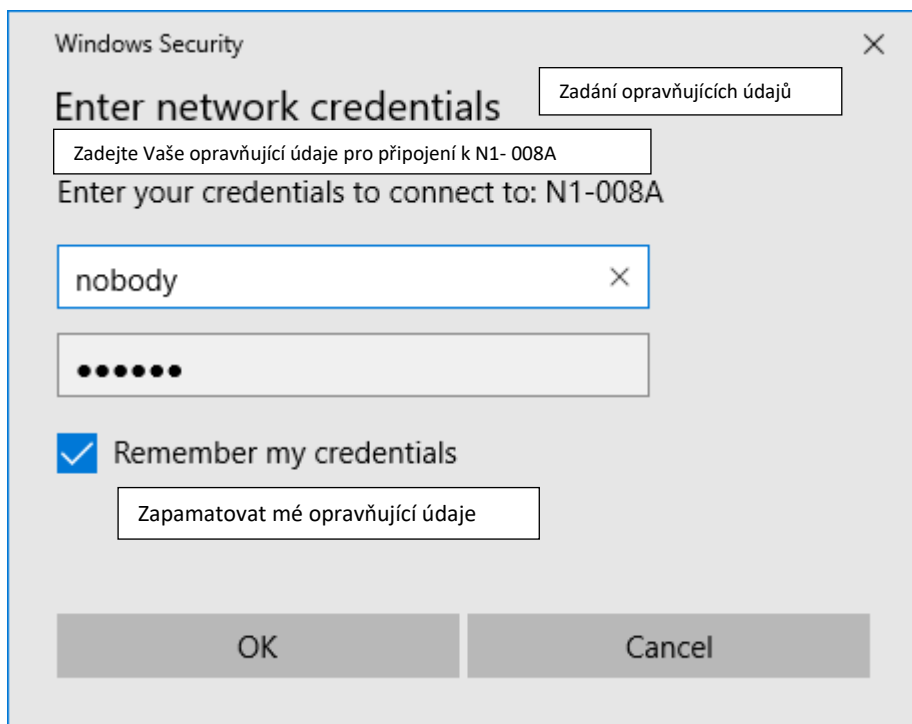 Windows Security
Enter network credentials
Zadání opravňujících údajů
Zadejte Vaše opravňující údaje pro připojení k N1- 008A
Enter your credentials to connect to: N1-008A
nobody
••••••
Remember my credentials
Zapamatovat mé opravňující údaje
OK
Cancel